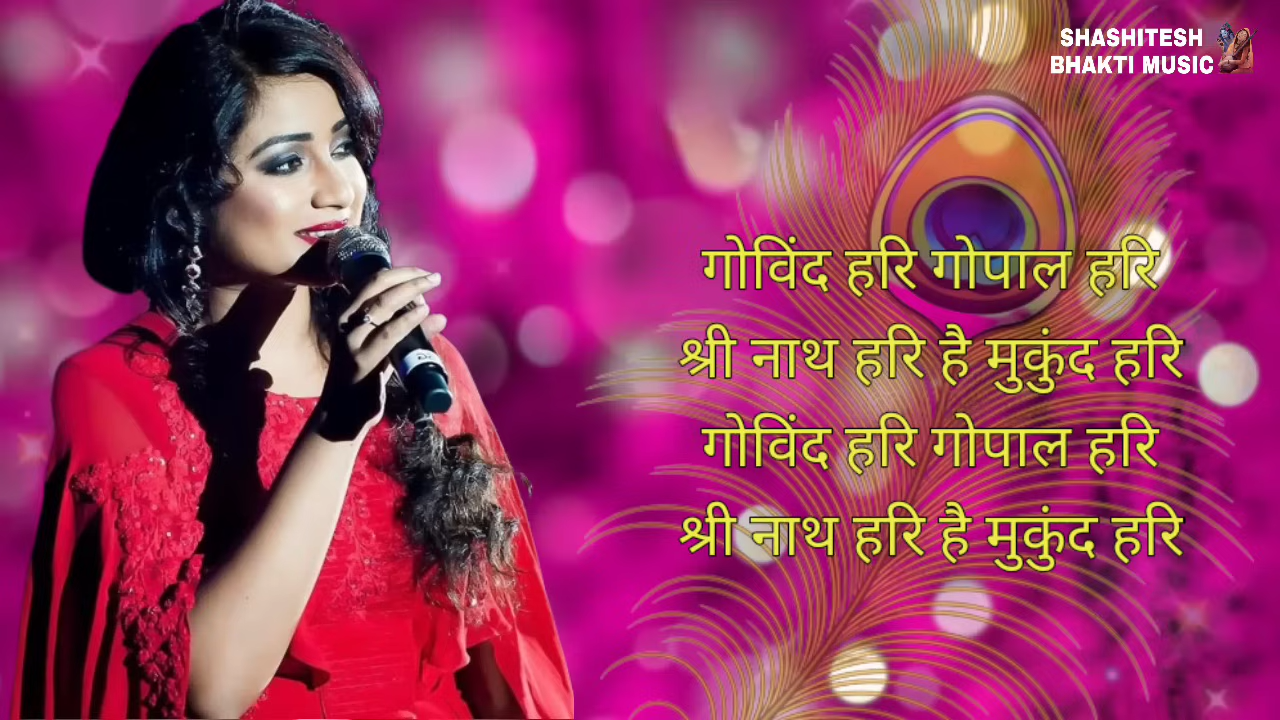 SHASHITESH
BHAKTI MUSIC
गोविंद हरि गोपाल हरि
श्री नाथ हरि है मुकुंद हरि
गोविंद हरि गोपाल हरि
श्री नाथ हरि है मुकुंद हरि